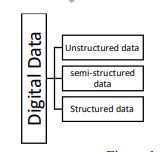 Digital Data
Unstructured data
semi-structured
data
Structured data